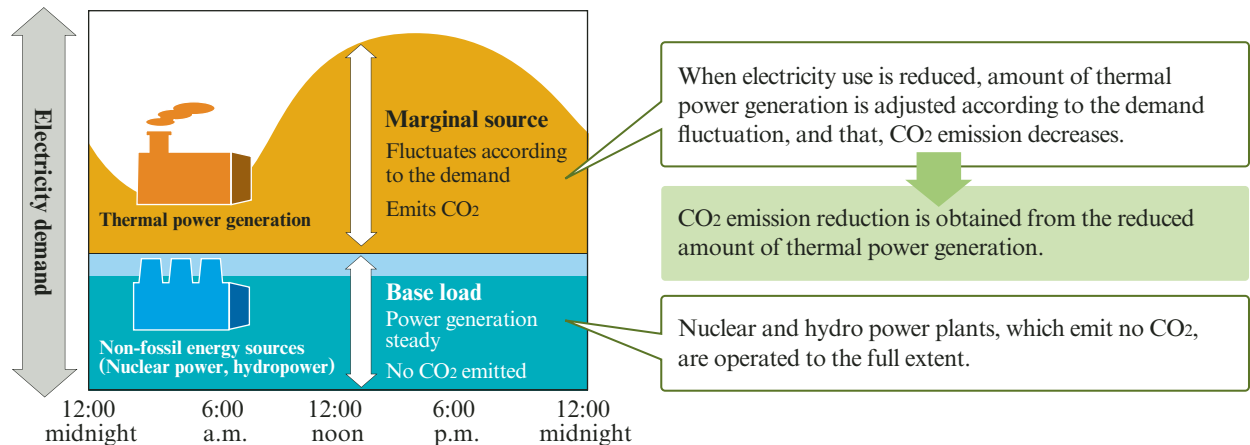 Electricity demand
Marginal source
Fluctuates according
to the demand
Emits CO2
Thermal power generation
Base load
Power generation
steady
No CO2 emitted
Non-fossil energy sources
(Nuclear power, hydropower)
12:00
midnight
6:00
a.m.
12:00
noon
6:00
p.m.
12:00
midnight
When electricity use is reduced, amount of thermal
power generation is adjusted according to the demand
fluctuation, and that, CO2 emission decreases.
CO2 emission reduction is obtained from the reduced
amount of thermal power generation.
Nuclear and hydro power plants, which emit no CO2,
are operated to the full extent.